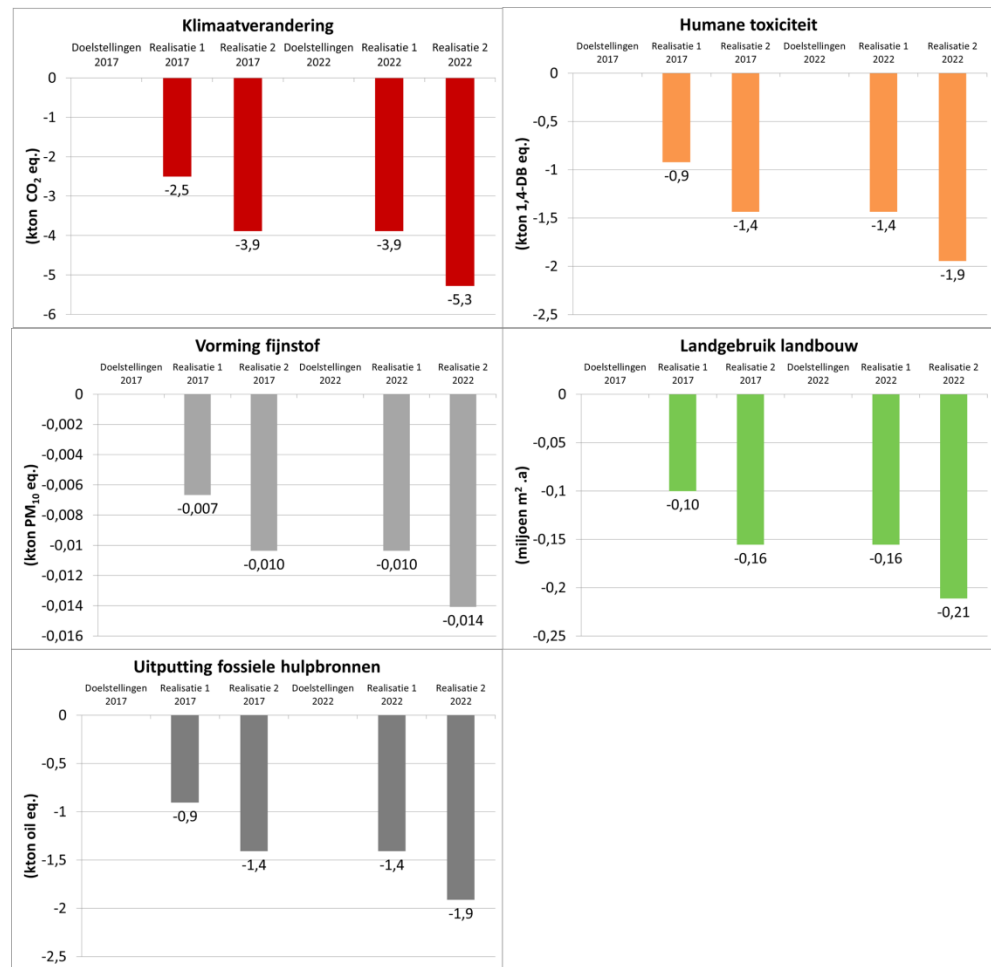 Klimaatverandering
Doelstellingen Realisatie 1 Realisatie 2 Doelstellingen Realisatie 1 Realisatie 2
2017 2017 2017 2022 2022 2022
0
-1
-2
-3
-4
-5
-6
(kton CO₂ eq.)
-2,5
-3,9
-3,9
-5,3
Humane toxiciteit
Doelstellingen Realisatie 1 Realisatie 2 Doelstellingen Realisatie 1 Realisatie 2
2017 2017 2017 2022 2022 2022
0
-0,5
-1
-1,5
-2
-2,5
(kton 1,4-DB eq.)
-0,9
-1,4
-1,4
-1,9
Vorming fijnstof
Doelstellingen Realisatie 1 Realisatie 2 Doelstellingen Realisatie 1 Realisatie 2
2017 2017 2017 2022 2022 2022
0
-0,002
-0,004
-0,006
-0,008
-0,01
-0,012
-0,014
-0,016
(kton PM₁₀ eq.)
-0,007
-0,010
-0,010
-0,014
Landgebruik landbouw
Doelstellingen Realisatie 1 Realisatie 2 Doelstellingen Realisatie 1 Realisatie 2
2017 2017 2017 2022 2022 2022
0
-0,05
-0,1
-0,15
-0,2
-0,25
(miljoen m² .a)
-0,10
-0,16
-0,16
-0,21
Uitputting fossiele hulpbronnen
Doelstellingen Realisatie 1 Realisatie 2 Doelstellingen Realisatie 1 Realisatie 2
2017 2017 2017 2022 2022 2022
0
-0,5
-1
-1,5
-2
-2,5
(kton oil eq.)
-0,9
-1,4
-1,4
-1,9